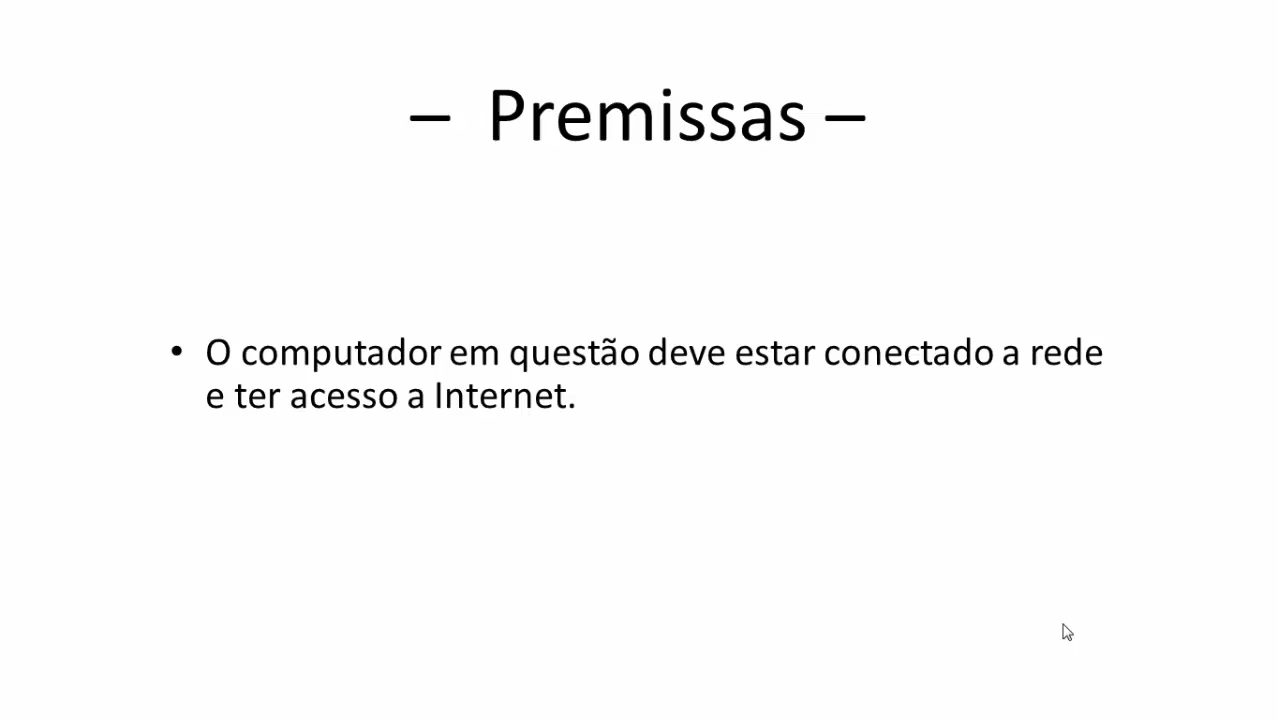 – Premissas –
• O computador em questão deve estar conectado a rede
e ter acesso a Internet.